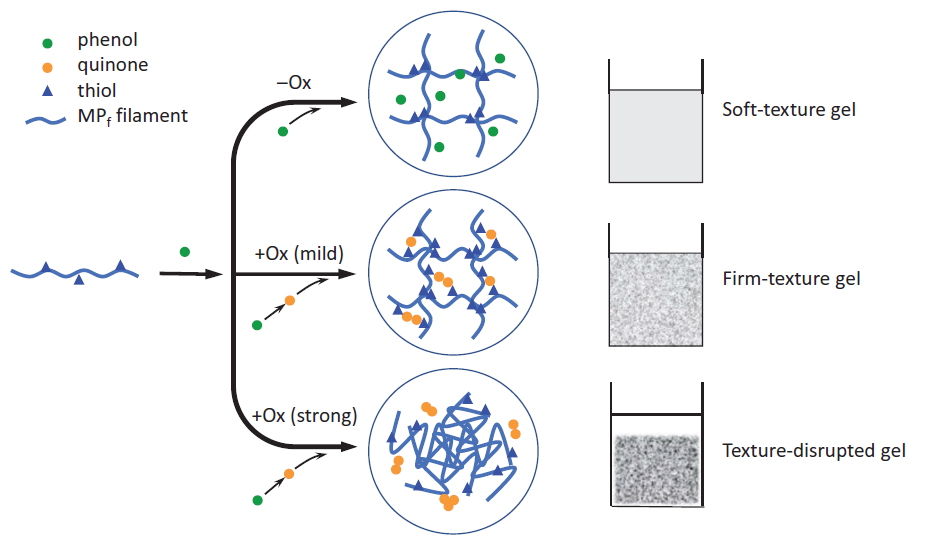 phenol
quinone
thiol
MPf filament
–Ox
Soft-texture gel
+Ox (mild)
Firm-texture gel
+Ox (strong)
Texture-disrupted gel